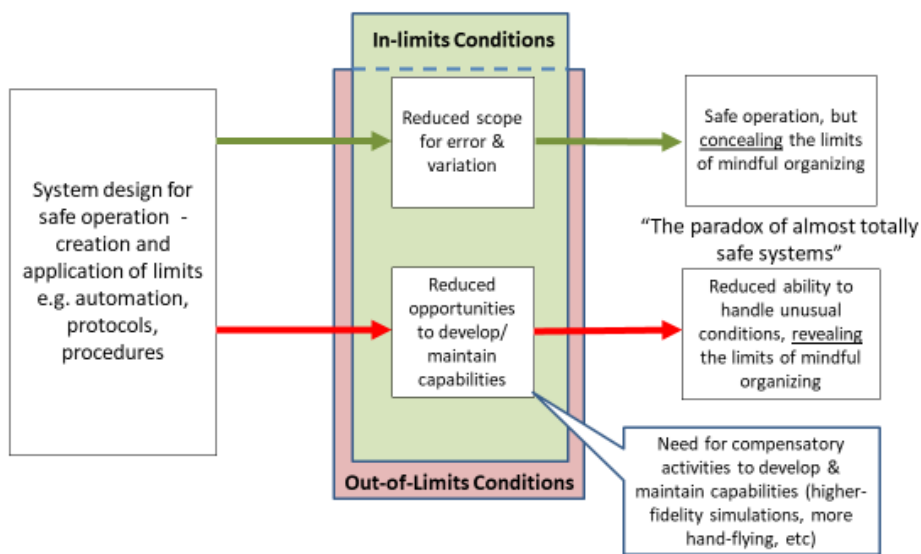 In-limits Conditions
System design for
safe operation -
creation and
application of limits
e.g. automation,
protocols,
procedures
Reduced scope
for error &
variation
Safe operation, but
concealing the limits
of mindful organizing
“The paradox of almost totally
safe systems”
Reduced
opportunities
to develop/
maintain
capabilities
Reduced ability to
handle unusual
conditions, revealing
the limits of mindful
organizing
Out-of-Limits Conditions
Need for compensatory
activities to develop &
maintain capabilities (higher-
fidelity simulations, more
hand-flying, etc)